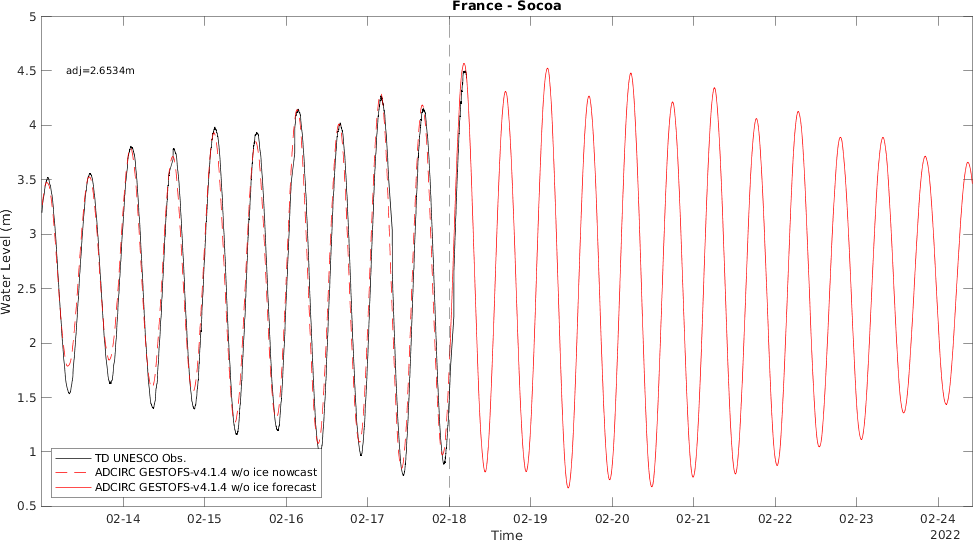 France - Socoa
5
4.5
4
3.5
3
2.5
2
1.5
1
0.5
Water Level (m)
adj=2.6534m
TD UNESCO Obs.
ADCIRC GESTOFS-v4.1.4 w/o ice nowcast
ADCIRC GESTOFS-v4.1.4 w/o ice forecast
02-14 02-15 02-16 02-17 02-18 02-19 02-20 02-21 02-22 02-23 02-24
2022
Time